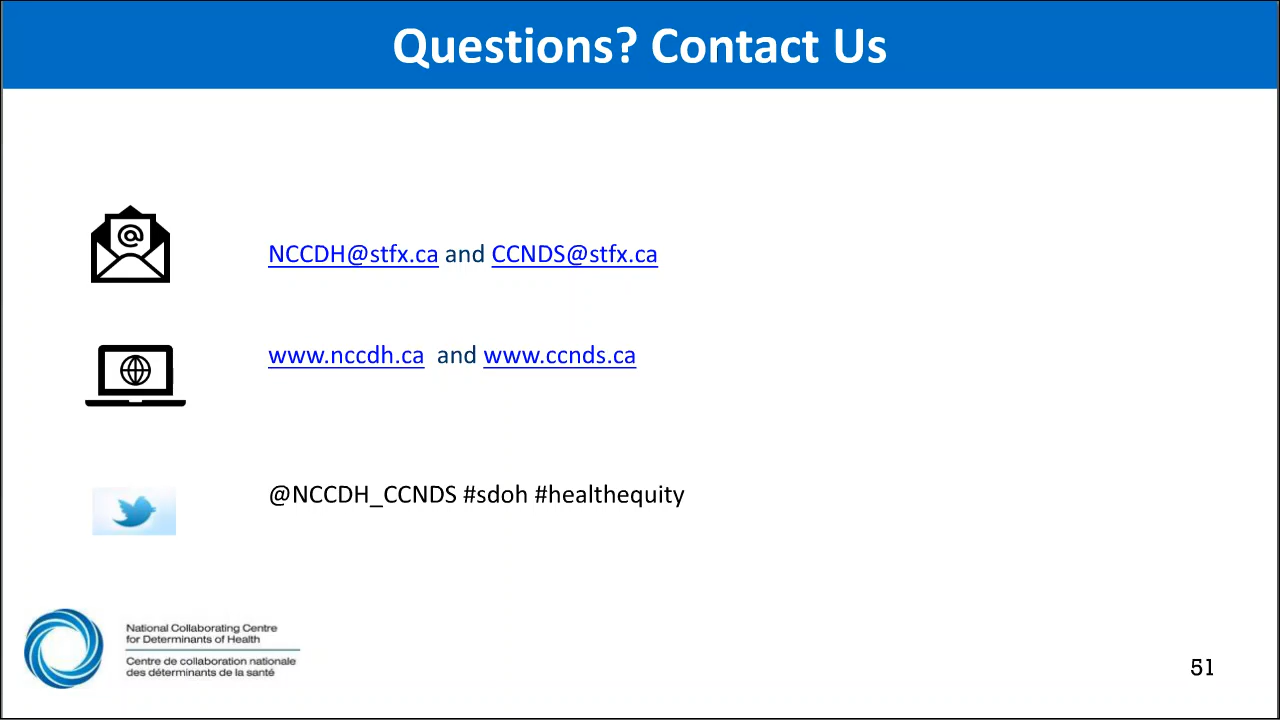 Questions? Contact Us
@
NCCDH@stfx.ca and CCNDS@stfx.ca
www.nccdh.ca and www.ccnds.ca
@NCCDH_CCNDS #sdoh #healthequity
National Collaborating Centre
for Determinants of Health
Centre de collaboration nationale
des déterminants de la santé
51